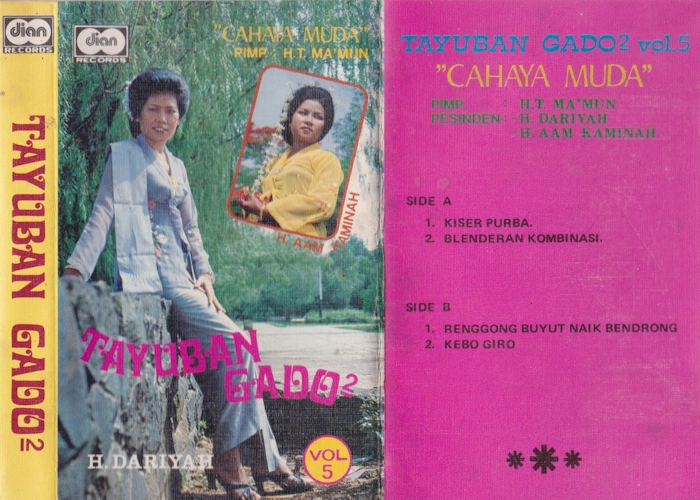 dian
RECORDS
TAYUBAN GADO2
dian
RECORDS
"CAHAYA MUDA"
PIMP : H.T. MA'MUN
H. AAM KAMINAH
TAYUBAN
GADO2
H. DARIYAH
VOL
5
TAYUBAN GADO2 vol.5
"CAHAYA MUDA"
PIMP : H.T. MA'MUN
PESINDEN : - H. DARIYAH
- H. AAM KAMINAH
SIDE A
1. KISER PURBA.
2. BLENDERAN KOMBINASI.
SIDE B
1. RENGGONG BUYUT NAIK BENDRONG
2. KEBO GIRO